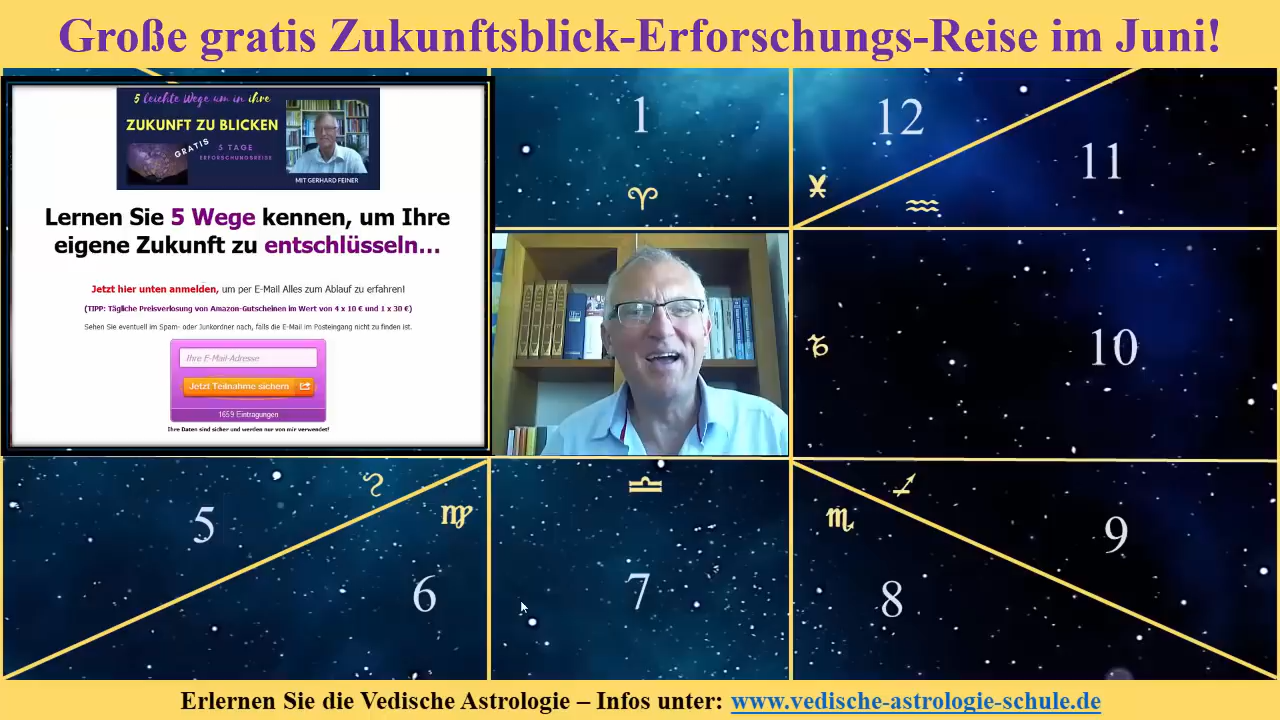 Große gratis Zukunftsblick-Erforschungs-Reise im Juni!
5 leichte Wege um in ihre
ZUKUNFT ZU BLICKEN
GRATIS
5 TAGE
ERFORSCHUNGSREISE
MIT GERHARD FEINER
Lernen Sie 5 Wege kennen, um Ihre
eigene Zukunft zu entschlüsseln...
Jetzt hier unten anmelden, um per E-Mail Alles zum Ablauf zu erfahren!
(TIPP: Tägliche Preisverlosung von Amazon-Gutscheinen im Wert von 4 x 10 € und 1 x 30 €)
Sehen Sie eventuell im Spam- oder Junkordner nach, falls die E-Mail im Posteingang nicht zu finden ist.
Ihre E-Mail-Adresse
Jetzt Teilnahme sichern
1659 Eintragungen
Ihre Daten sind sicher und werden nur von mir verwendet!
1
12
11
♈
♓
♒
♑
10
5
♌
♍
6
♎
7
♐
♏
9
8
Erlernen Sie die Vedische Astrologie – Infos unter: www.vedische-astrologie-schule.de